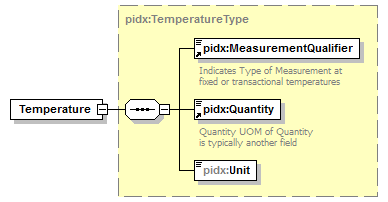 pidx:TemperatureType
pidx:MeasurementQualifier
Indicates Type of Measurement at
fixed or transactional temperatures
Temperature
pidx:Quantity
Quantity UOM of Quantity
is typically another field
pidx:Unit